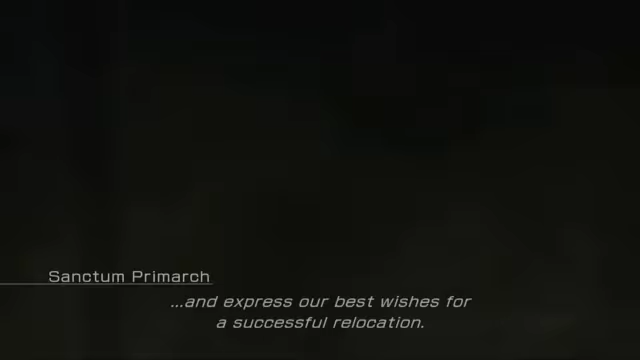 Sanctum Primarch
...and express our best wishes for
a successful relocation.